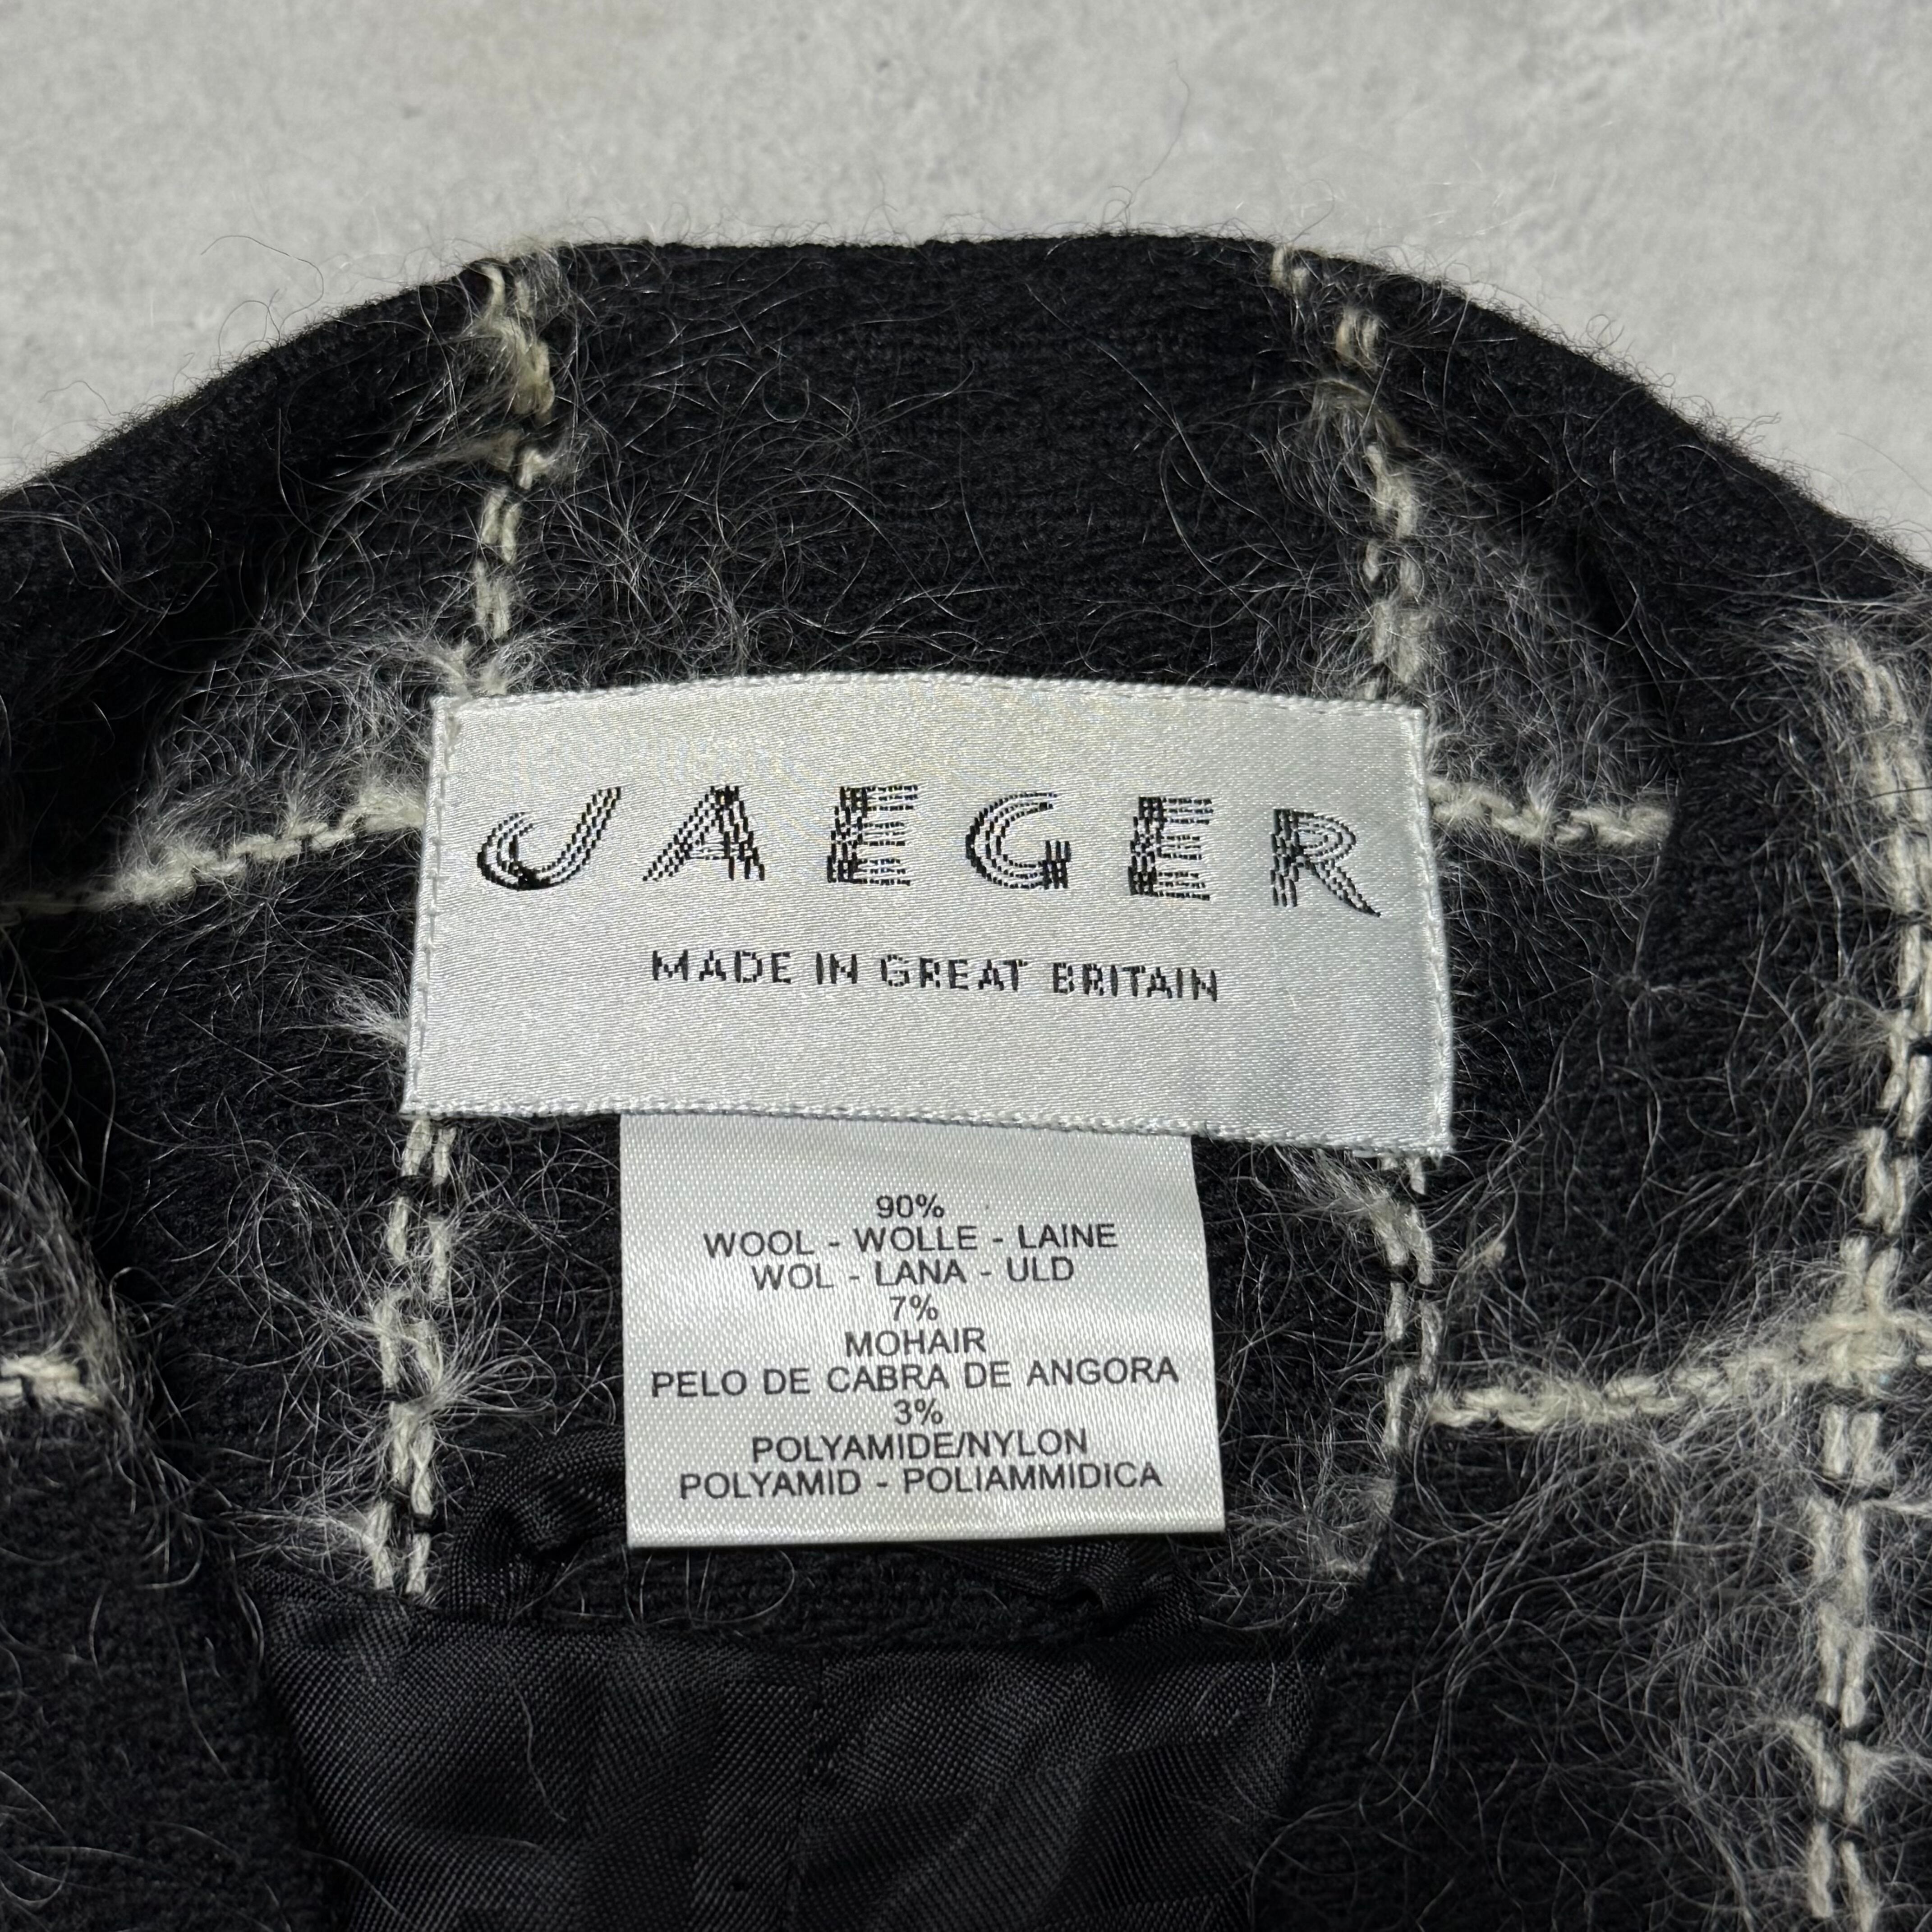 JAEGER
MADE IN GREAT BRITAIN
90%
WOOL - WOLLE - LAINE
WOL - LANA - ULD
7%
MOHAIR
PELO DE CABRA DE ANGORA
3%
POLYAMIDE/NYLON
POLYAMID - POLIAMMIDICA